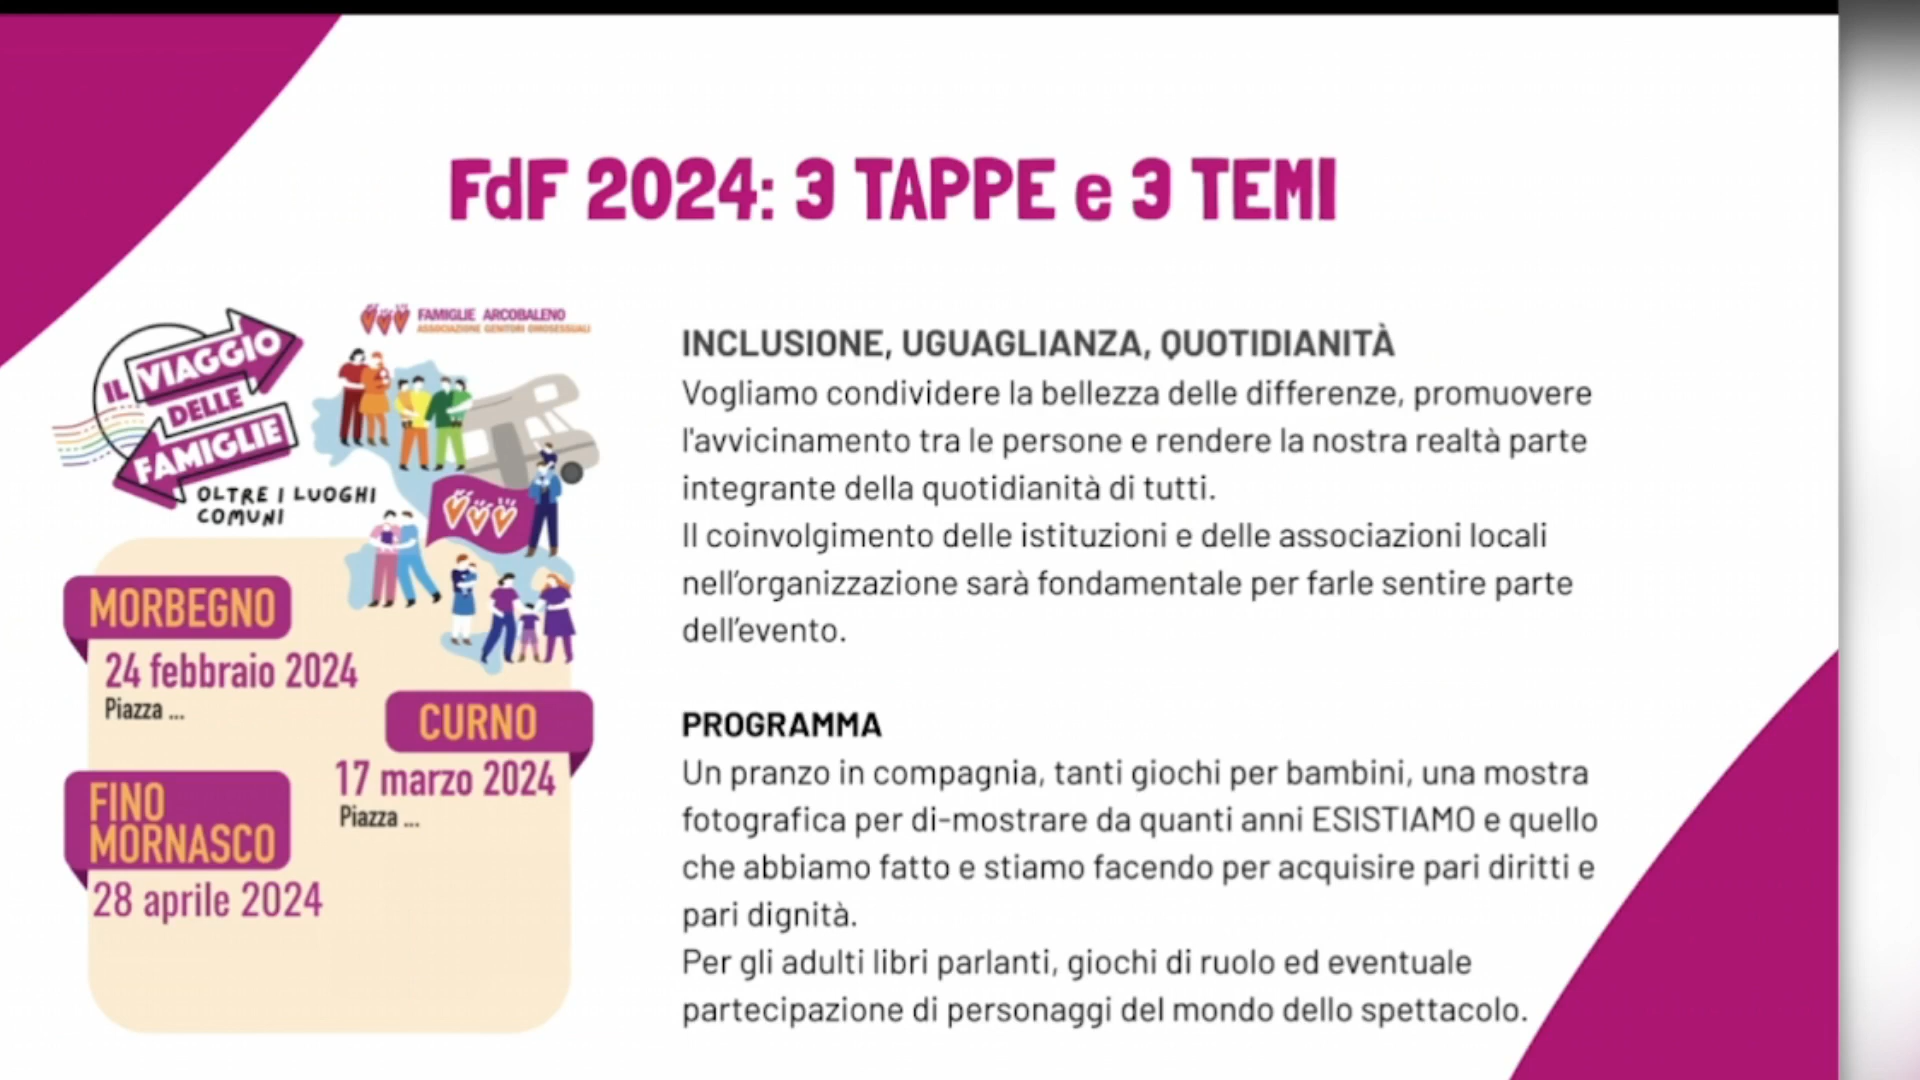 FdF 2024: 3 TAPPE e 3 TEMI
IL VIAGGIO
DELLE
FAMIGLIE
OLTRE I LUOGHI
COMUNI
FAMIGLIE ARCOBALENO
ASSOCIAZIONE GENITORI OMOSESSUALI
MORBEGNO
24 febbraio 2024
Piazza ...
CURNO
17 marzo 2024
Piazza ...
FINO
MORNASCO
28 aprile 2024
INCLUSIONE, UGUAGLIANZA, QUOTIDIANITÀ
Vogliamo condividere la bellezza delle differenze, promuovere
l'avvicinamento tra le persone e rendere la nostra realtà parte
integrante della quotidianità di tutti.
Il coinvolgimento delle istituzioni e delle associazioni locali
nell’organizzazione sarà fondamentale per farle sentire parte
dell’evento.
PROGRAMMA
Un pranzo in compagnia, tanti giochi per bambini, una mostra
fotografica per di-mostrare da quanti anni ESISTIAMO e quello
che abbiamo fatto e stiamo facendo per acquisire pari diritti e
pari dignità.
Per gli adulti libri parlanti, giochi di ruolo ed eventuale
partecipazione di personaggi del mondo dello spettacolo.